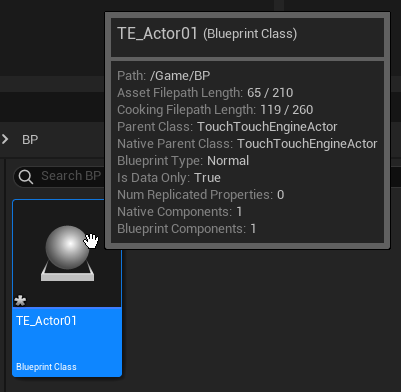 TE_Actor01 (Blueprint Class)
Path: /Game/BP
Asset Filepath Length: 65 / 210
Cooking Filepath Length: 119 / 260
Parent Class: TouchTouchEngineActor
Native Parent Class: TouchTouchEngineActor
Blueprint Type: Normal
Is Data Only: True
Num Replicated Properties: 0
Native Components: 1
Blueprint Components: 1
BP
Search BP
TE_Actor01
Blueprint Class